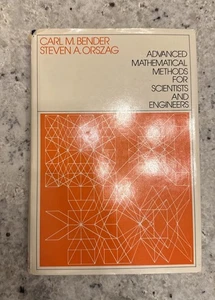 CARL M. BENDER
STEVEN A. ORSZAG
ADVANCED
MATHEMATICAL
METHODS
FOR
SCIENTISTS
AND
ENGINEERS